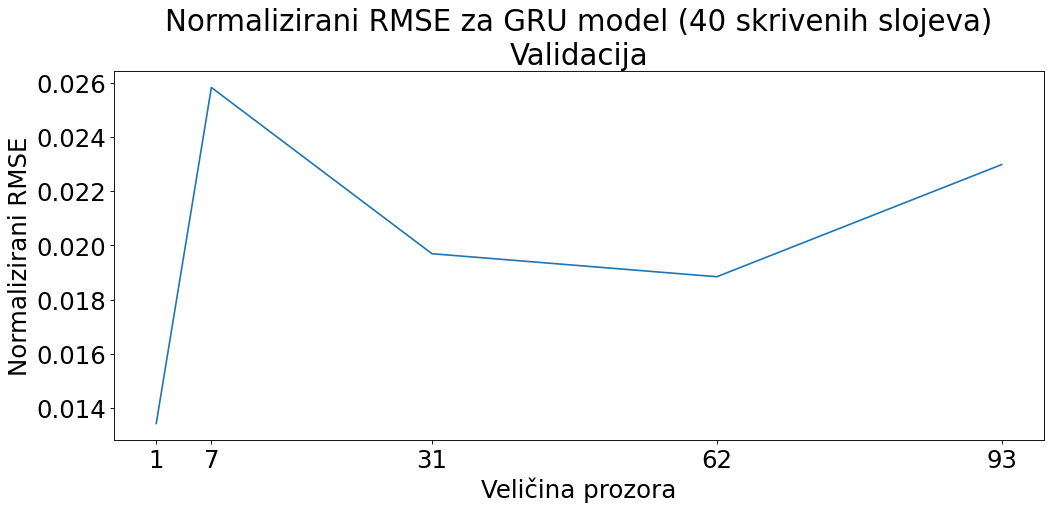 Normalizirani RMSE za GRU model (40 skrivenih slojeva)
Validacija
Normalizirani RMSE
0.026
0.024
0.022
0.020
0.018
0.016
0.014
1 7 31 62 93
Veličina prozora